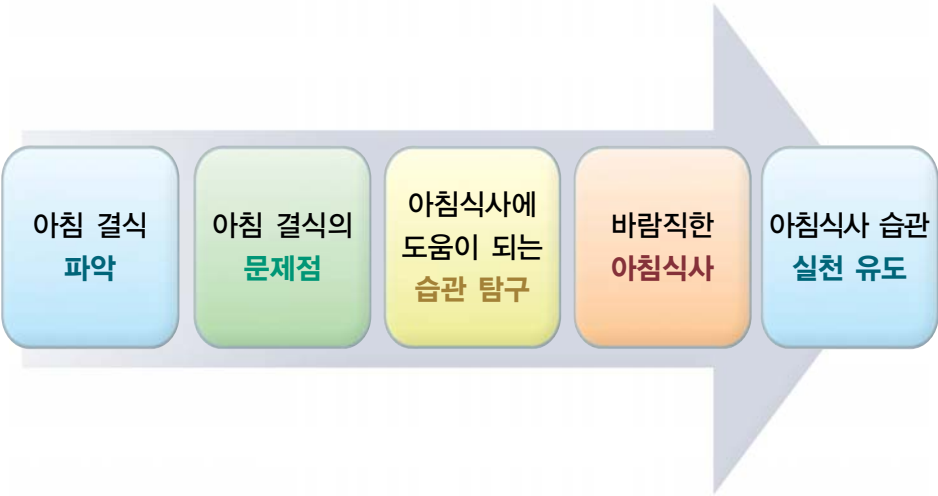 아침 결식
파악
아침 결식의
문제점
아침식사에
도움이 되는
습관 탐구
바람직한
아침식사
아침식사 습관
실천 유도